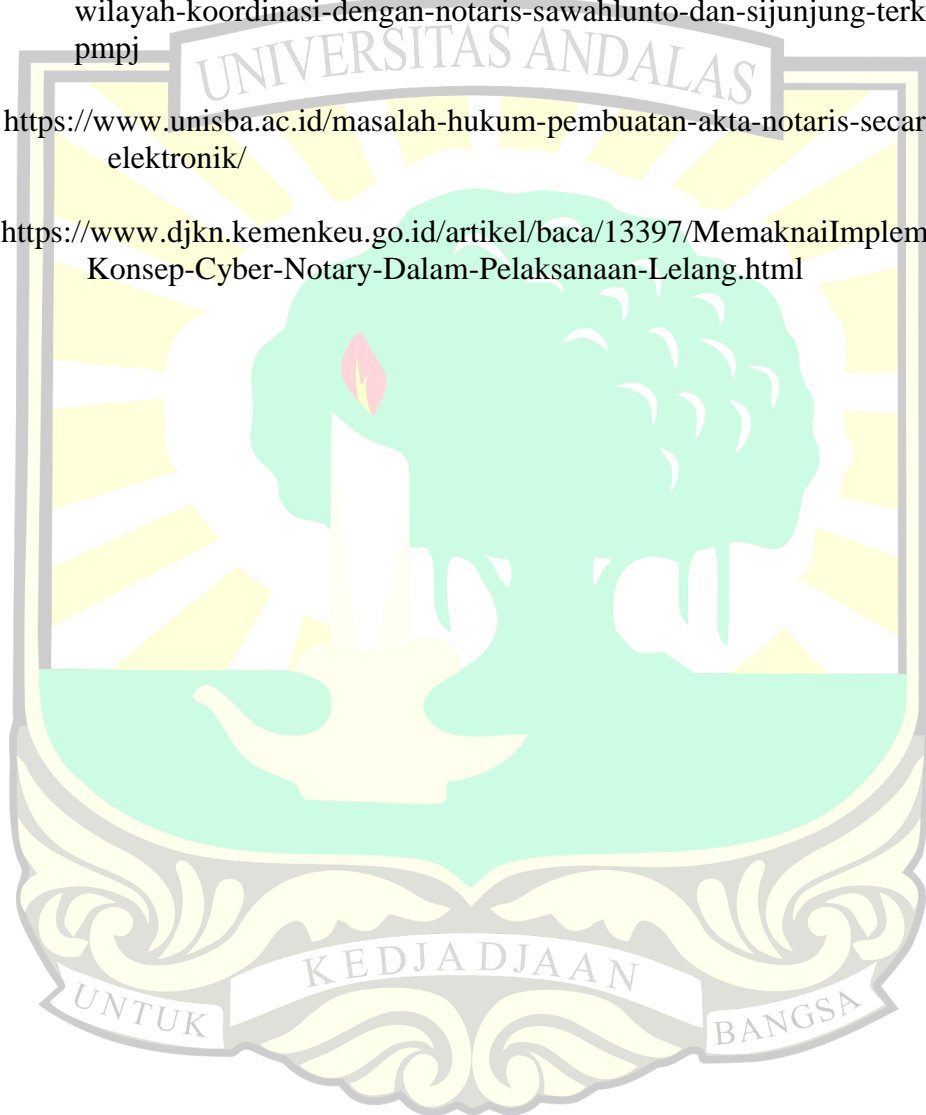 wilayah-koordinasi-dengan-notaris-sawahlunto-dan-sijunjung-terk
pmpj
UNIVERSITAS ANDALAS
https://www.unisba.ac.id/masalah-hukum-pembuatan-akta-notaris-secar
elektronik/
https://www.djkn.kemenkeu.go.id/artikel/baca/13397/MemaknaiImplem
Konsep-Cyber-Notary-Dalam-Pelaksanaan-Lelang.html
UNTUK KEDJADJAAN BANGSA